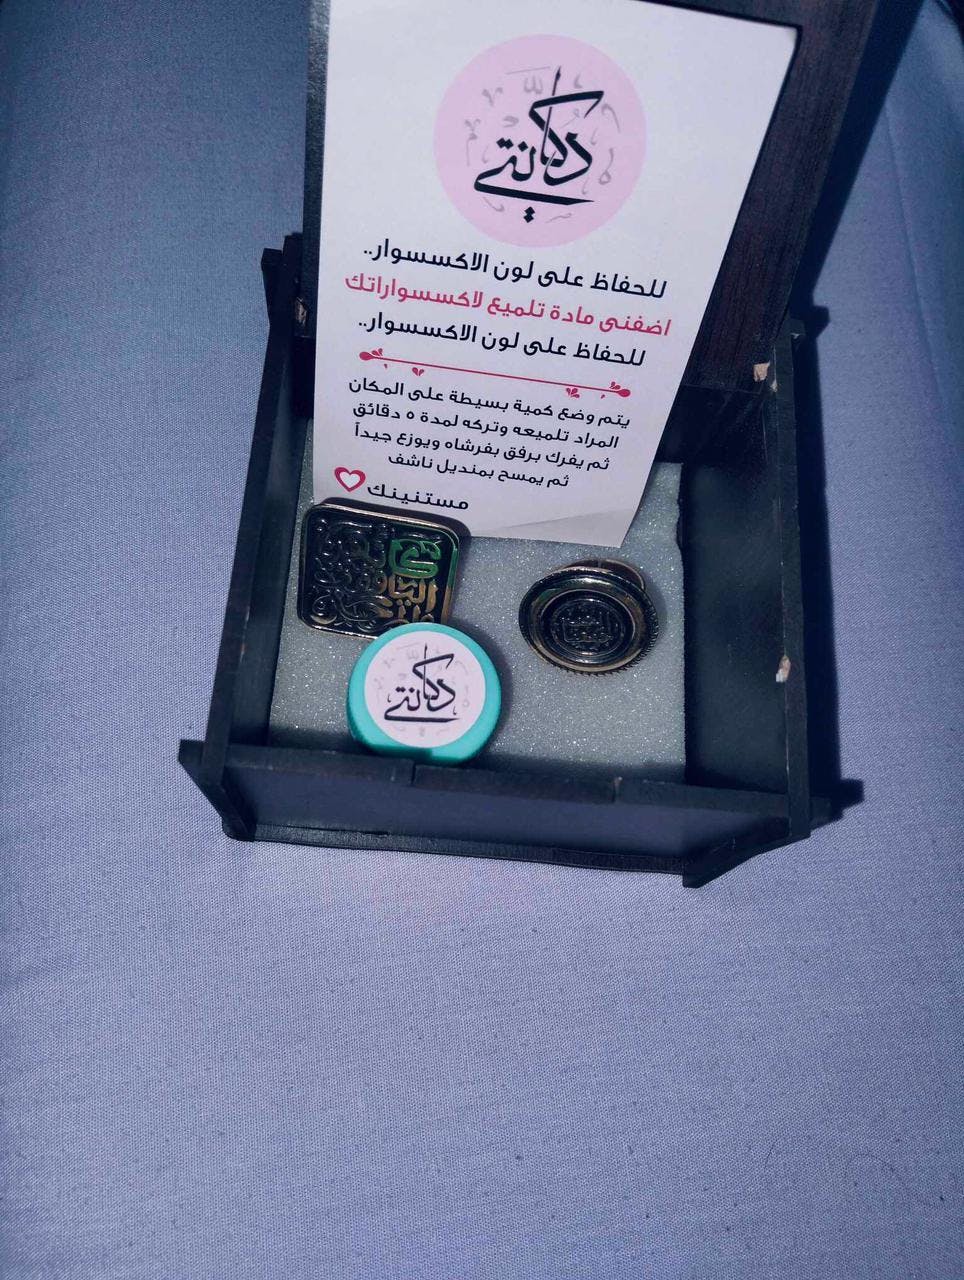 دكانتي
للحفاظ على لون الاكسسوار..
اضفنى مادة تلميع لاكسسواراتك
للحفاظ على لون الاكسسوار..
يتم وضع كمية بسيطة على المكان
المراد تلميعه وتركه لمدة ٥ دقائق
ثم يفرك برفق بفرشاه ويوزع جيداً
ثم يمسح بمنديل ناشف
مستنينك
دكانتي